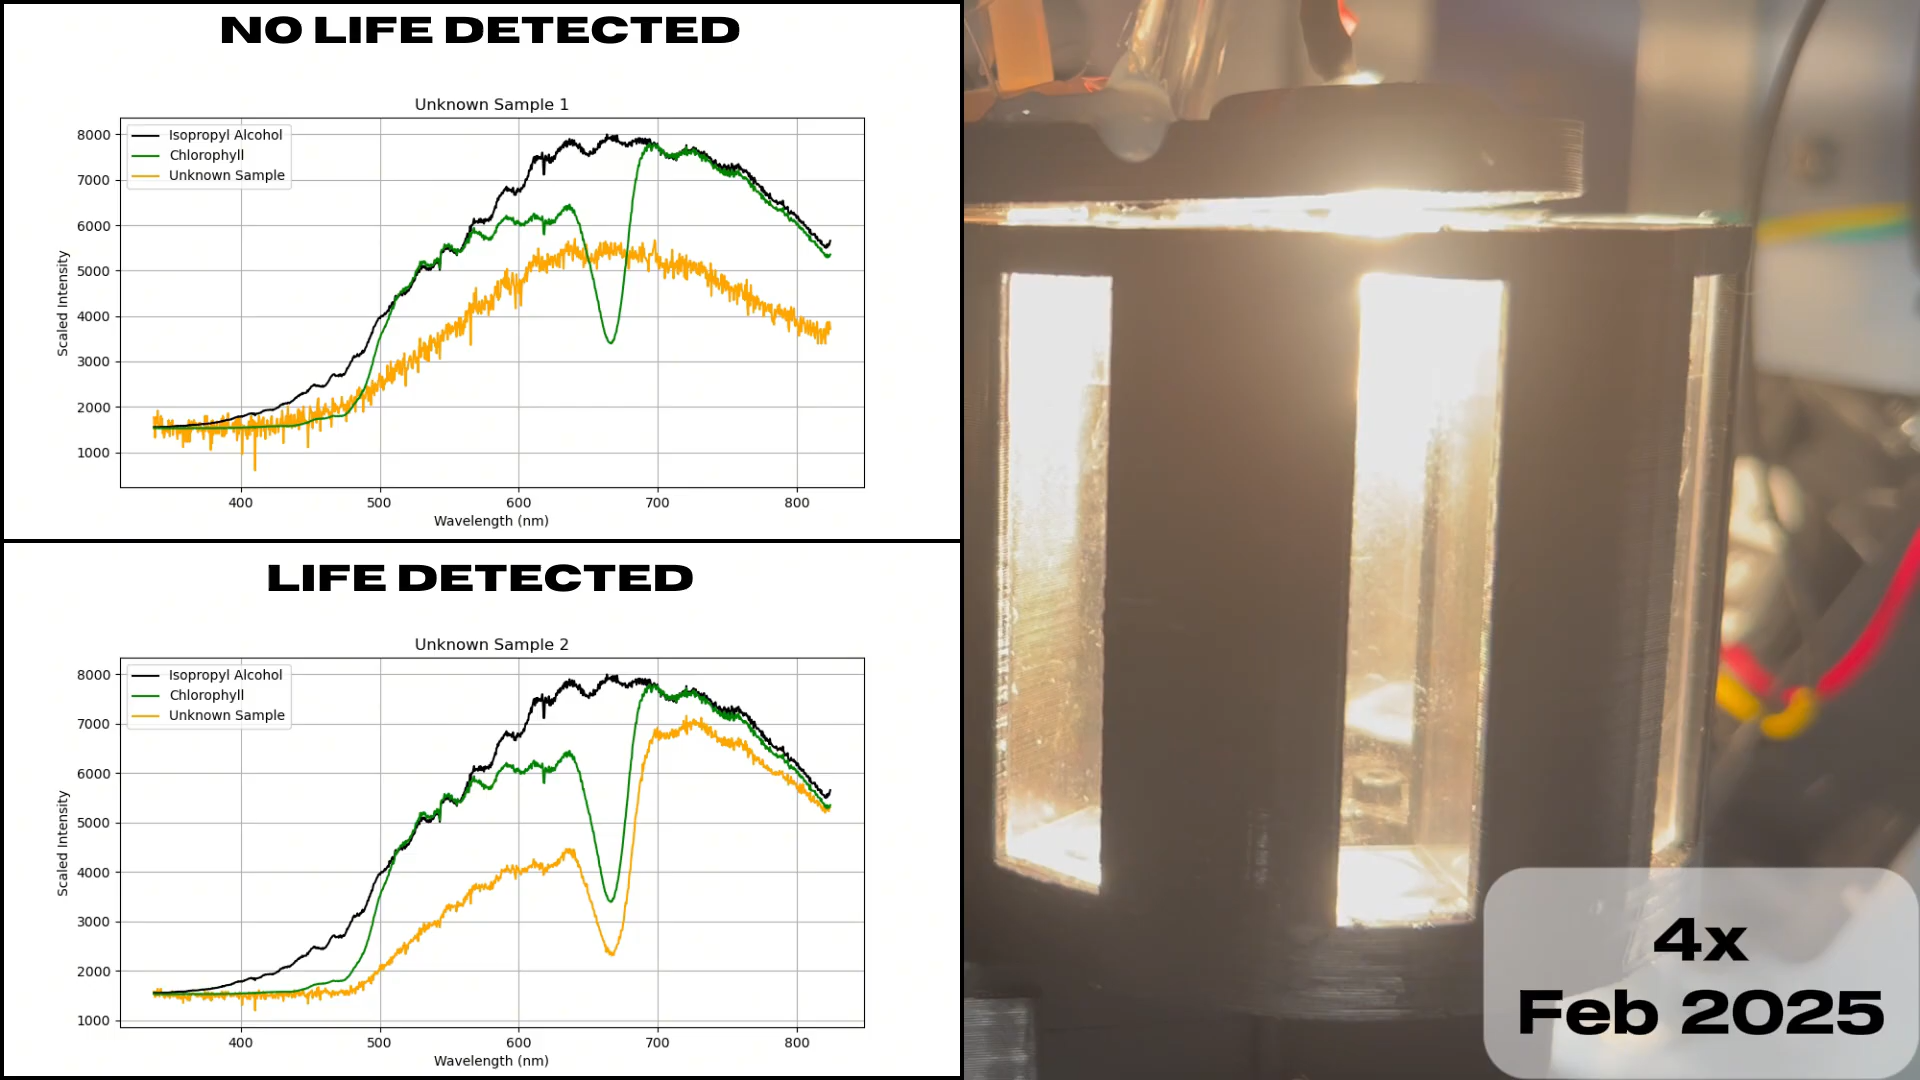 NO LIFE DETECTED
Unknown Sample 1
Isopropyl Alcohol
Chlorophyll
Unknown Sample
8000
7000
6000
5000
4000
3000
2000
1000
Scaled Intensity
400 500 600 700 800
Wavelength (nm)
LIFE DETECTED
Unknown Sample 2
Isopropyl Alcohol
Chlorophyll
Unknown Sample
8000
7000
6000
5000
4000
3000
2000
1000
Scaled Intensity
400 500 600 700 800
Wavelength (nm)
4x
Feb 2025